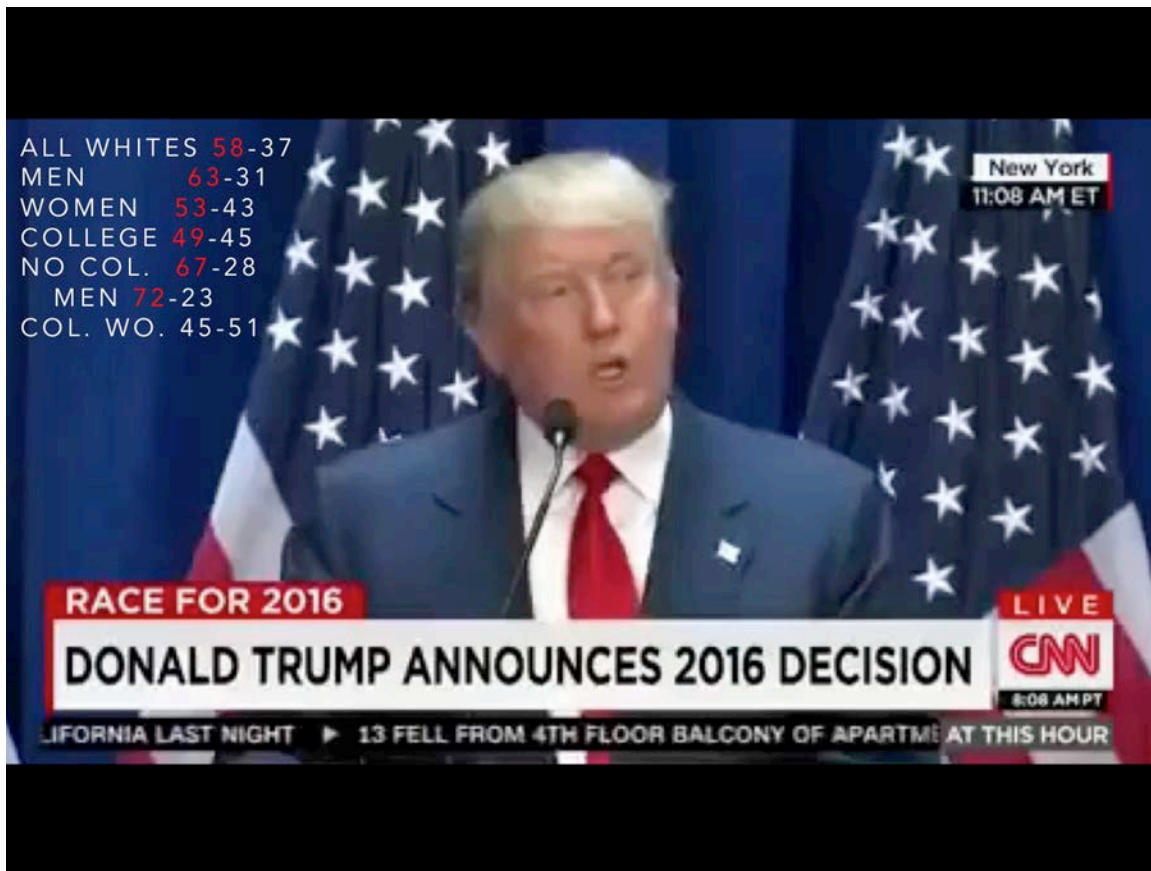 ALL WHITES 58-37
MEN 63-31
WOMEN 53-43
COLLEGE 49-45
NO COL. 67-28
MEN 72-23
COL. WO. 45-51
New York
11:08 AM ET
RACE FOR 2016
DONALD TRUMP ANNOUNCES 2016 DECISION
LIVE
CNN
8:08 AM PT
LIFORNIA LAST NIGHT ▶ 13 FELL FROM 4TH FLOOR BALCONY OF APARTME
AT THIS HOUR